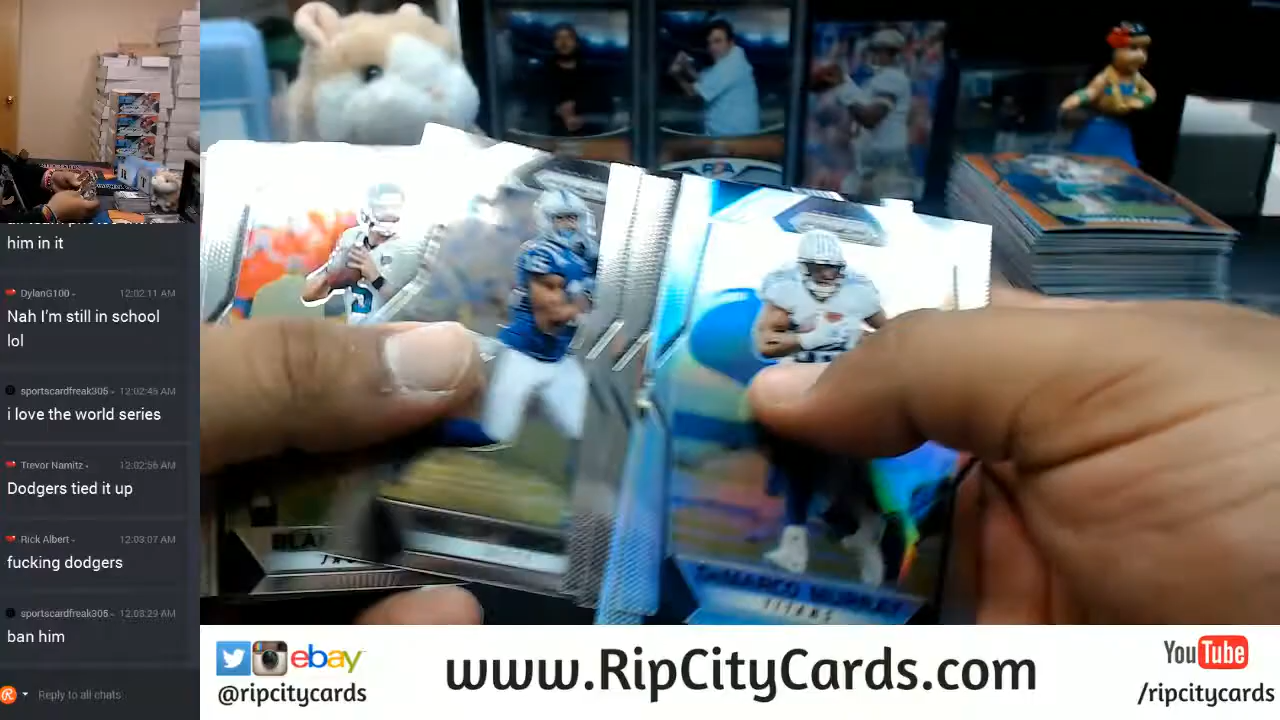 him in it
DylanG100 - 12:02:11 AM
Nah I'm still in school
lol
sportscardfreak305 - 12:02:45 AM
i love the world series
Trevor Namitz - 12:02:56 AM
Dodgers tied it up
Rick Albert - 12:03:07 AM
fucking dodgers
sportscardfreak305 - 12:03:29 AM
ban him
Reply to all chats
DEMARCO MURRAY
TITANS
ebay
@ripcitycards
www.RipCityCards.com
YouTube
/ripcitycards